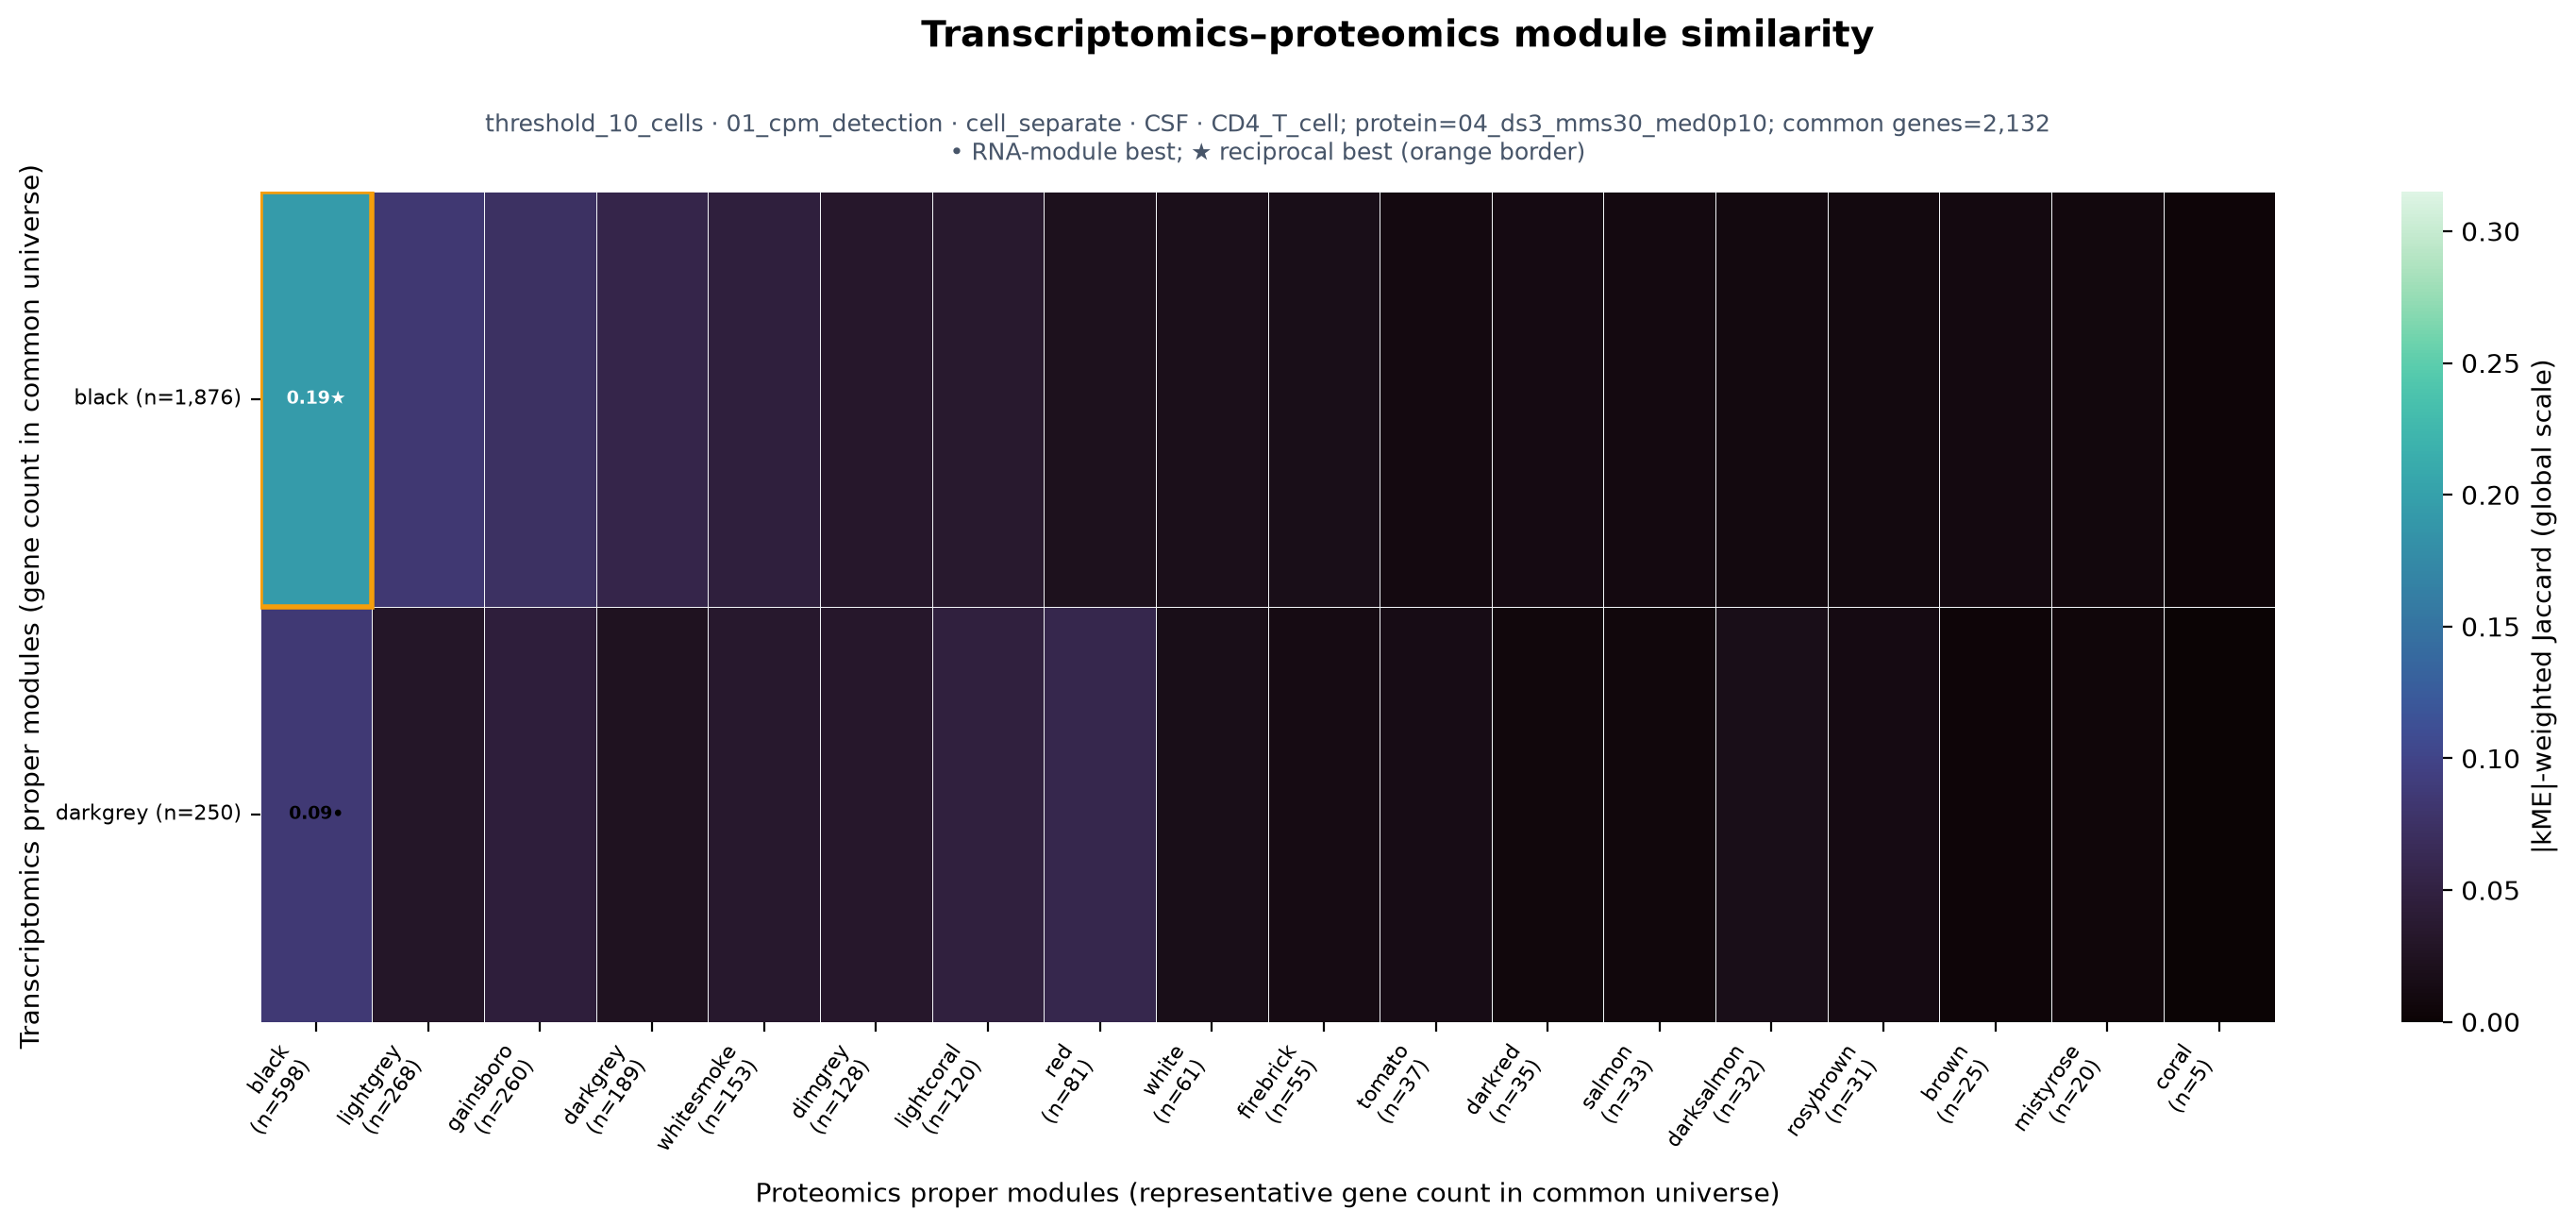 Transcriptomics–proteomics module similarity
threshold_10_cells · 01_cpm_detection · cell_separate · CSF · CD4_T_cell; protein=04_ds3_mms30_med0p10; common genes=2,132
• RNA-module best; ★ reciprocal best (orange border)
Transcriptomics proper modules (gene count in common universe)
black (n=1,876)
darkgrey (n=250)
0.19★
0.09•
black
(n=598)
lightgrey
(n=268)
gainsboro
(n=260)
darkgrey
(n=189)
whitesmoke
(n=153)
dimgrey
(n=128)
lightcoral
(n=120)
red
(n=81)
white
(n=61)
firebrick
(n=55)
tomato
(n=37)
darkred
(n=35)
salmon
(n=33)
darksalmon
(n=32)
rosybrown
(n=31)
brown
(n=25)
mistyrose
(n=20)
coral
(n=5)
Proteomics proper modules (representative gene count in common universe)
0.30
0.25
0.20
0.15
0.10
0.05
0.00
|kME|-weighted Jaccard (global scale)